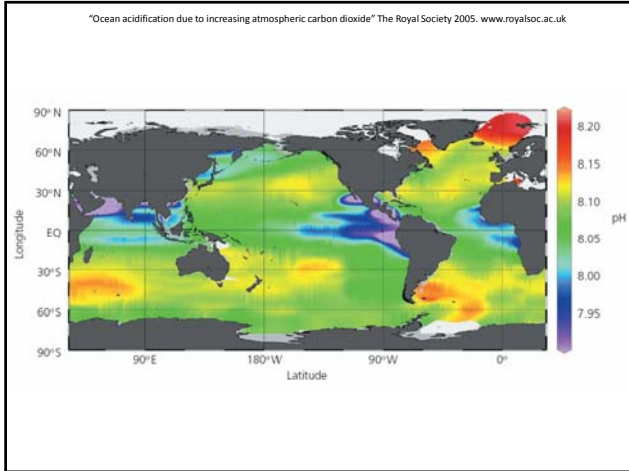 “Ocean acidification due to increasing atmospheric carbon dioxide” The Royal Society 2005. www.royalsoc.ac.uk
90° N
60°N
30°N
EQ
30°S
60°S
90°S
Longitude
90°E
180°W
90°W
0°
Latitude
8.20
8.15
8.10
8.05
8.00
7.95
pH